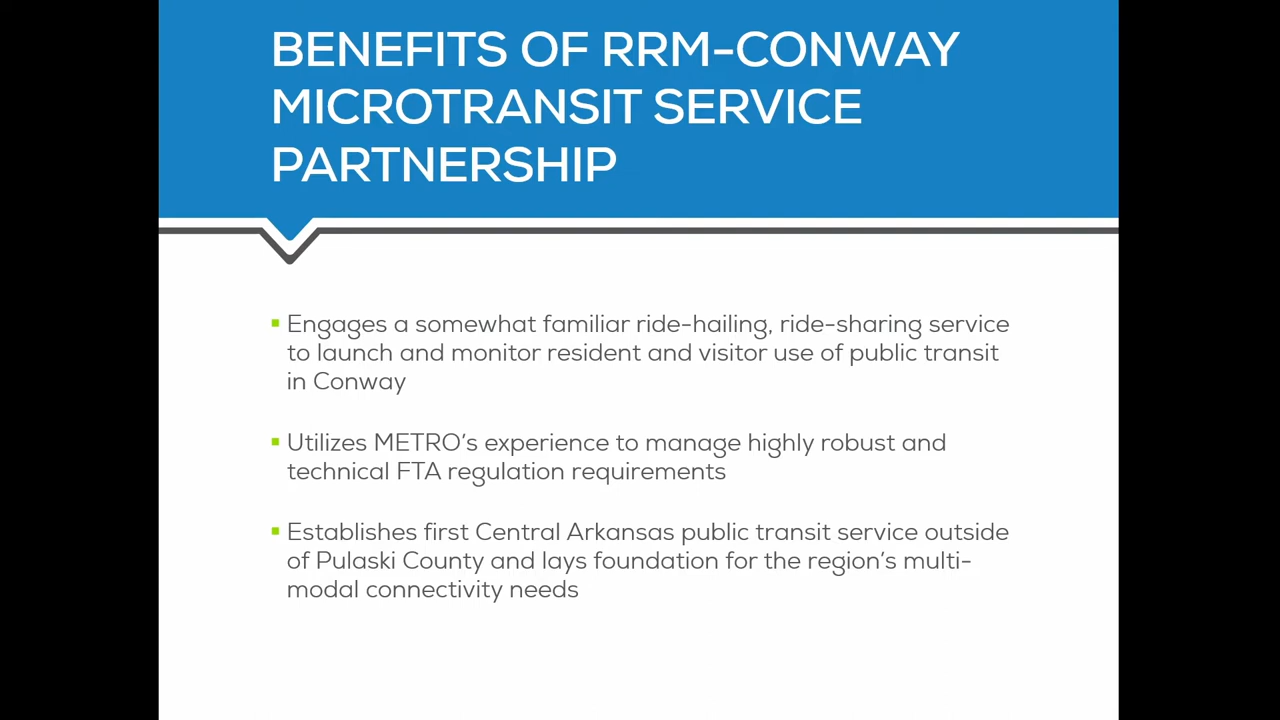 BENEFITS OF RRM-CONWAY
MICROTRANSIT SERVICE
PARTNERSHIP
Engages a somewhat familiar ride-hailing, ride-sharing service
to launch and monitor resident and visitor use of public transit
in Conway
Utilizes METRO's experience to manage highly robust and
technical FTA regulation requirements
Establishes first Central Arkansas public transit service outside
of Pulaski County and lays foundation for the region's multi-
modal connectivity needs